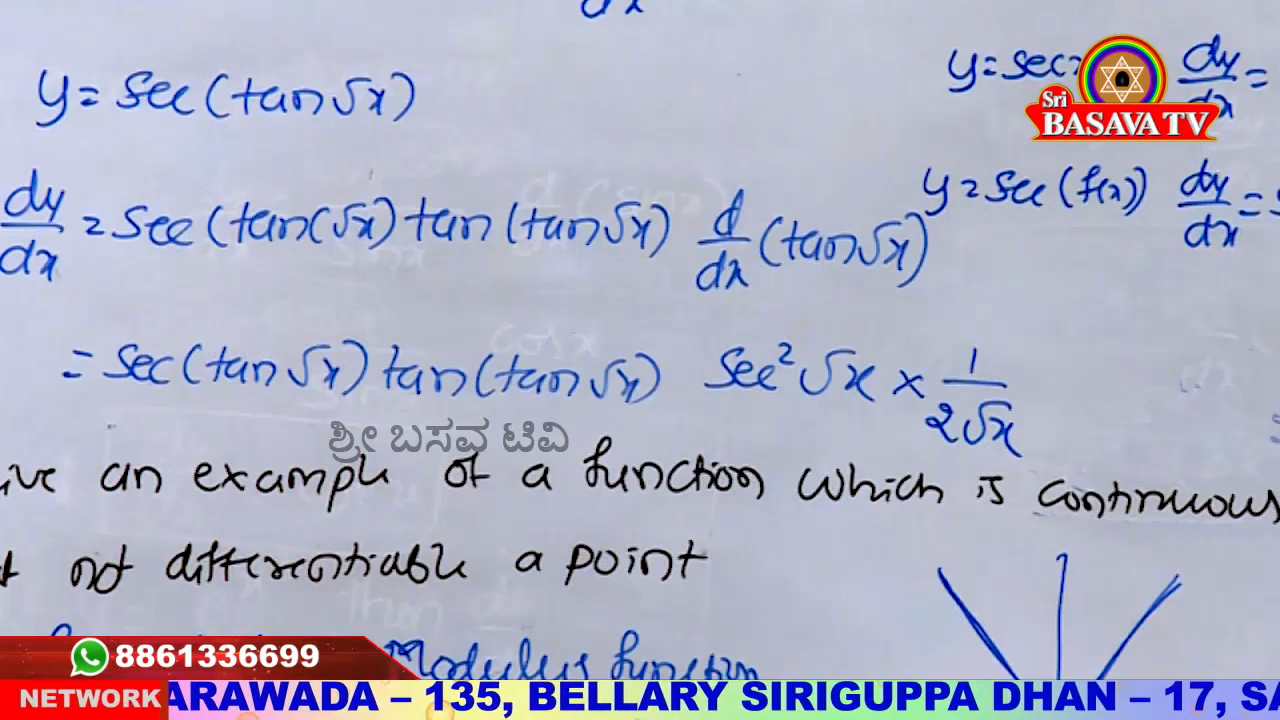 dx
y = sec(tan√x)
y = sec x dy/dx =
Sri
BASAVA TV
dy/dx = sec(tan(√x) tan(tan√x) d/dx (tan√x)
y = sec(f(x)) dy/dx =
= sec(tan√x) tan(tan√x) sec²√x × 1/2√x
ಶ್ರೀ ಬಸವ ಟಿವಿ
ive an example of a function which is continuous
not differentiable a point
Modulus function
8861336699
NETWORK ARAWADA – 135, BELLARY SIRIGUPPA DHAN – 17, SA